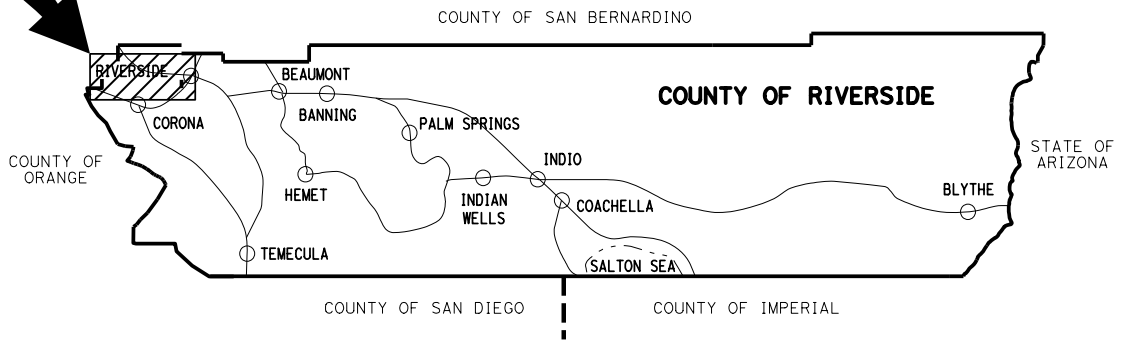 COUNTY OF SAN BERNARDINO
RIVERSIDE
BEAUMONT
BANNING
COUNTY OF RIVERSIDE
CORONA
PALM SPRINGS
COUNTY OF
ORANGE
STATE OF
ARIZONA
INDIO
HEMET
INDIAN
WELLS
COACHELLA
BLYTHE
TEMECULA
SALTON SEA
COUNTY OF SAN DIEGO
COUNTY OF IMPERIAL